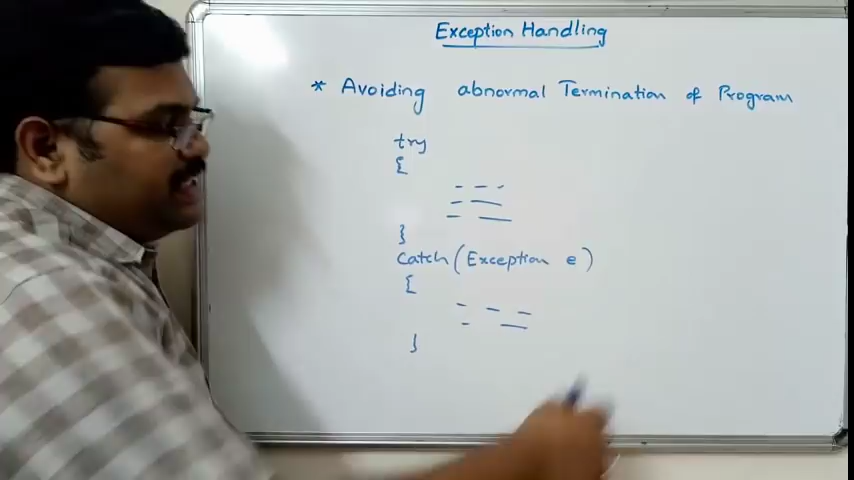 Exception Handling
* Avoiding abnormal Termination of Program
try
{
}
catch(Exception e)
{
}